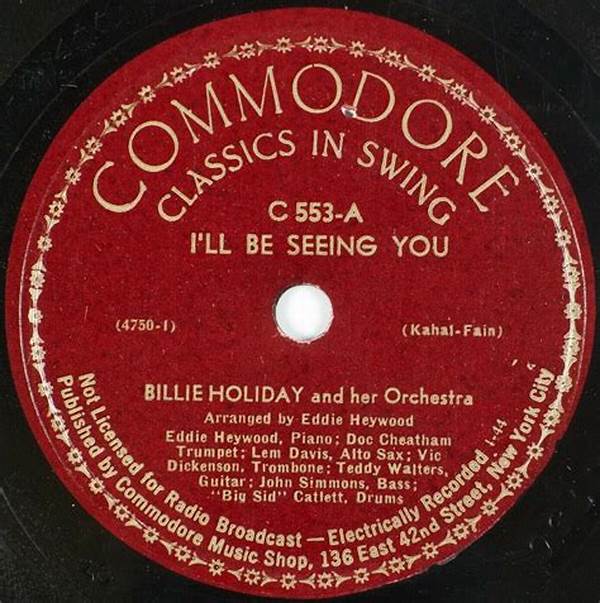 COMMODORE
CLASSICS IN SWING
C 553-A
I'LL BE SEEING YOU
(4750-1)
(Kahal-Fain)
BILLIE HOLIDAY and her Orchestra
Arranged by Eddie Heywood
Eddie Heywood, Piano; Doc Cheatham
Trumpet; Lem Davis, Alto Sax; Vic
Dickenson, Trombone; Teddy Walters,
Guitar; John Simmons, Bass;
"Big Sid" Catlett, Drums
Not Licensed for Radio Broadcast—Electrically Recorded 1-44
Published by Commodore Music Shop, 136 East 42nd Street, New York City